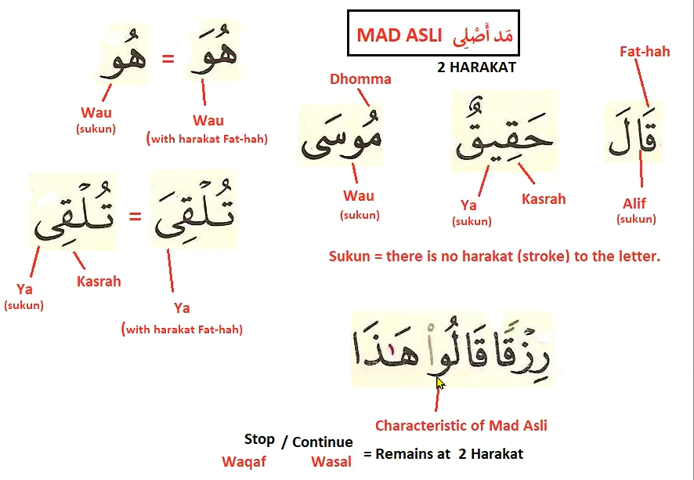 MAD ASLI مَد أَصْلِى
2 HARAKAT
هُو = هُوَ
Wau
(sukun)
Wau
(with harakat Fat-hah)
Dhomma
Fat-hah
مُوسَى
حَقِيقٌ
قَالَ
Wau
(sukun)
Ya
(sukun)
Kasrah
Alif
(sukun)
تُلْقِى = تُلْقِىَ
Ya
(sukun)
Kasrah
Ya
(with harakat Fat-hah)
Sukun = there is no harakat (stroke) to the letter.
رِزْقًا قَالُوا۟ هَٰذَا
Characteristic of Mad Asli
Stop / Continue
Waqaf Wasal
= Remains at 2 Harakat